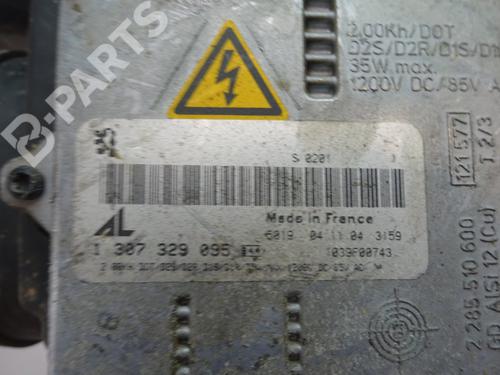 2,00Kh/DOT
D2S/D2R/D1S/D1
35W max.
1200V DC/-85V A
S 0201
AL
Made in France
6019 04 11 04 3159
1 307 329 095
039F00743
121577
T 2/3
2 285 510 600
GD AlSi 12 (Cu)
B-PARTS